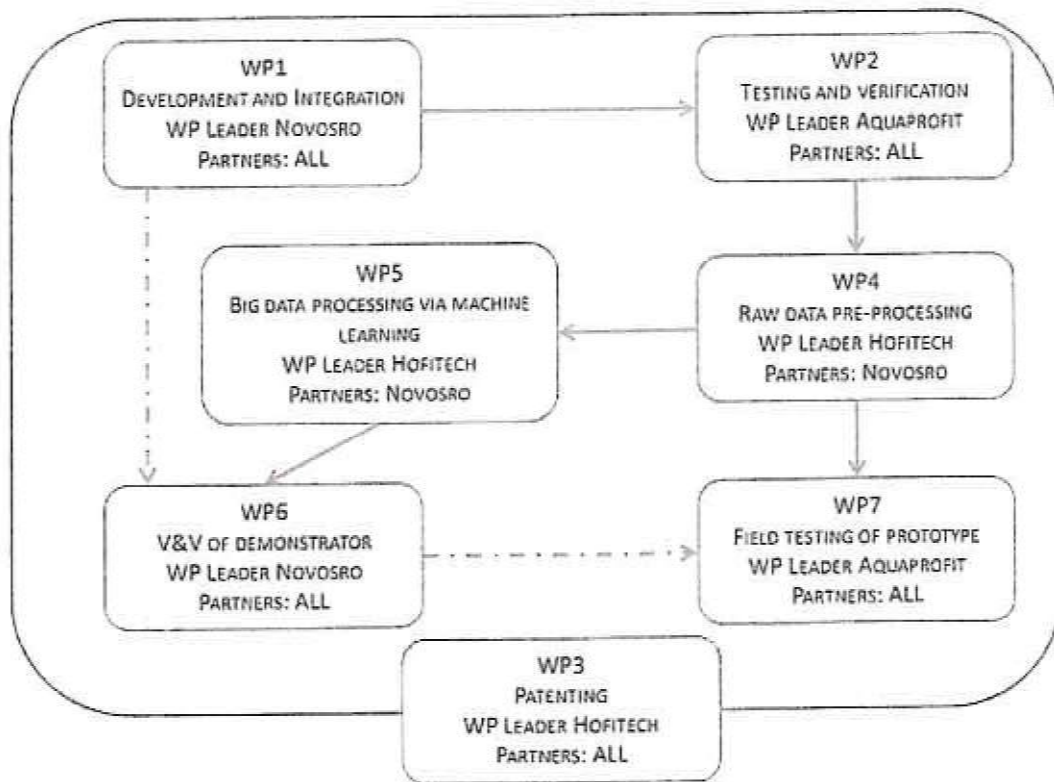 WP1
DEVELOPMENT AND INTEGRATION
WP LEADER NOVOSRO
PARTNERS: ALL
WP2
TESTING AND VERIFICATION
WP LEADER AQUAPROFIT
PARTNERS: ALL
WP5
BIG DATA PROCESSING VIA MACHINE
LEARNING
WP LEADER HOFITECH
PARTNERS: NOVOSRO
WP4
RAW DATA PRE-PROCESSING
WP LEADER HOFITECH
PARTNERS: NOVOSRO
WP6
V&V OF DEMONSTRATOR
WP LEADER NOVOSRO
PARTNERS: ALL
WP7
FIELD TESTING OF PROTOTYPE
WP LEADER AQUAPROFIT
PARTNERS: ALL
WP3
PATENTING
WP LEADER HOFITECH
PARTNERS: ALL